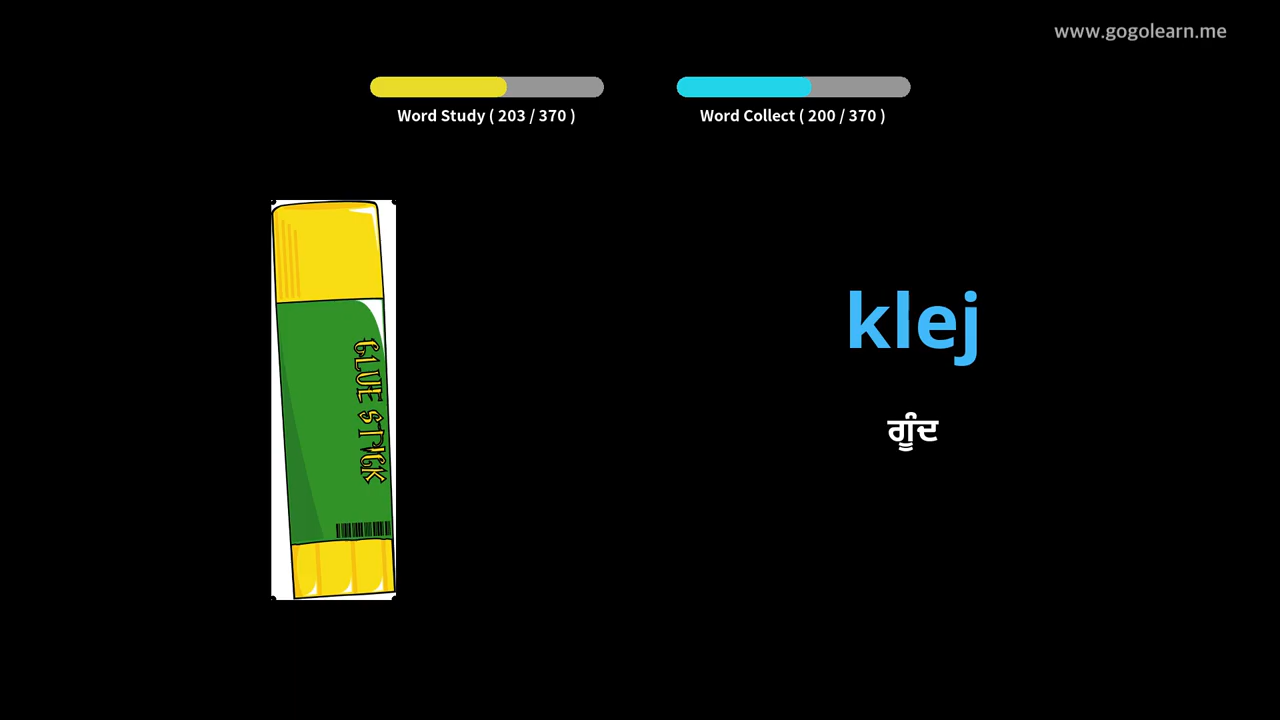 www.gogolearn.me
Word Study ( 203 / 370 )
Word Collect ( 200 / 370 )
GLUE STICK
klej
ਗੂੰਦ